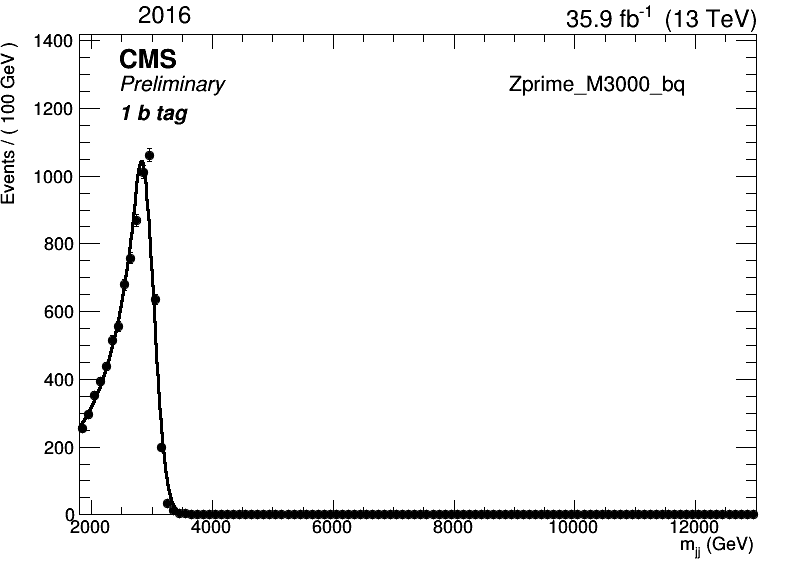 2016
35.9 fb⁻¹ (13 TeV)
Events / ( 100 GeV )
1400
1200
1000
800
600
400
200
0
CMS
Preliminary
1 b tag
Zprime_M3000_bq
2000 4000 6000 8000 10000 12000
m_jj (GeV)